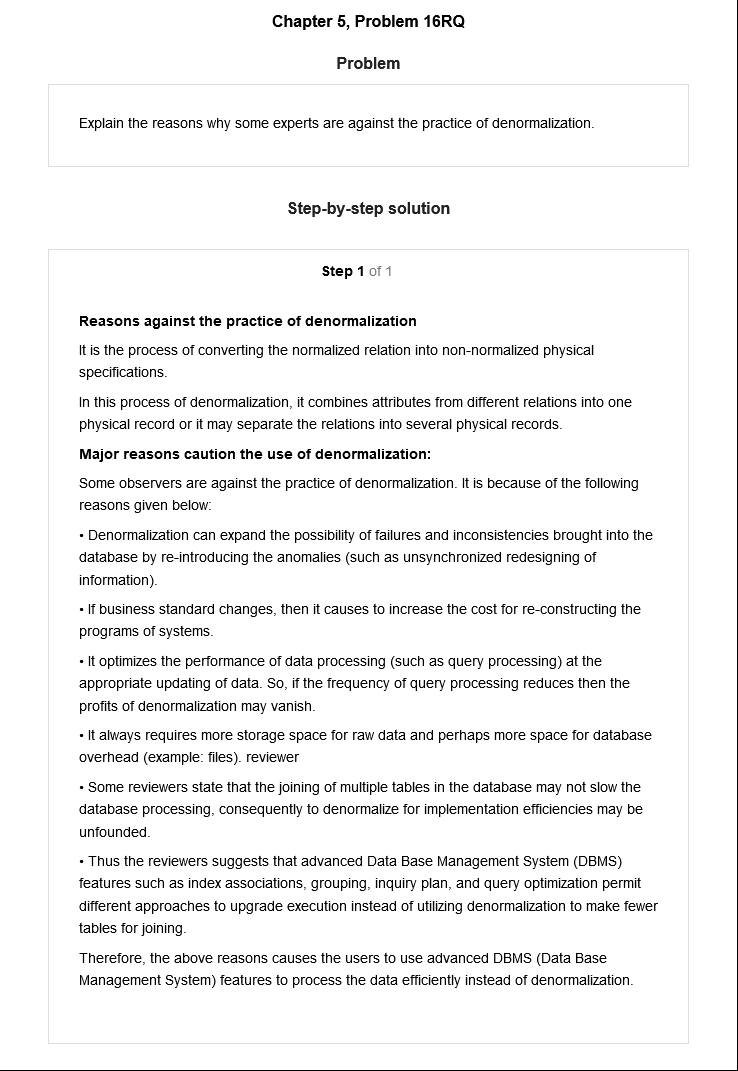 Chapter 5, Problem 16RQ
Problem
Explain the reasons why some experts are against the practice of denormalization.
Step-by-step solution
Step 1 of 1
Reasons against the practice of denormalization
It is the process of converting the normalized relation into non-normalized physical
specifications.
In this process of denormalization, it combines attributes from different relations into one
physical record or it may separate the relations into several physical records.
Major reasons caution the use of denormalization:
Some observers are against the practice of denormalization. It is because of the following
reasons given below:
• Denormalization can expand the possibility of failures and inconsistencies brought into the
database by re-introducing the anomalies (such as unsynchronized redesigning of
information).
• If business standard changes, then it causes to increase the cost for re-constructing the
programs of systems.
• It optimizes the performance of data processing (such as query processing) at the
appropriate updating of data. So, if the frequency of query processing reduces then the
profits of denormalization may vanish.
• It always requires more storage space for raw data and perhaps more space for database
overhead (example: files). reviewer
• Some reviewers state that the joining of multiple tables in the database may not slow the
database processing, consequently to denormalize for implementation efficiencies may be
unfounded.
• Thus the reviewers suggests that advanced Data Base Management System (DBMS)
features such as index associations, grouping, inquiry plan, and query optimization permit
different approaches to upgrade execution instead of utilizing denormalization to make fewer
tables for joining.
Therefore, the above reasons causes the users to use advanced DBMS (Data Base
Management System) features to process the data efficiently instead of denormalization.